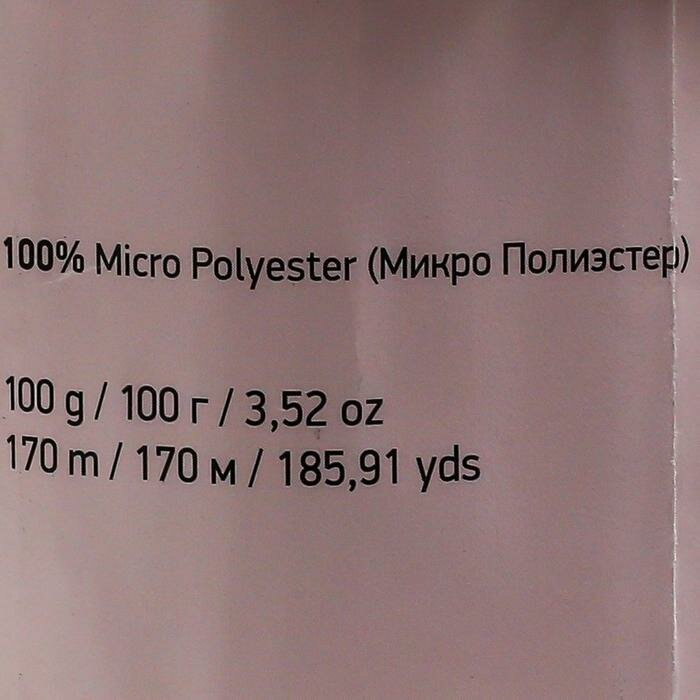 100% Micro Polyester (Микро Полиэстер)
100 g / 100 г / 3,52 oz
170 m / 170 м / 185,91 yds